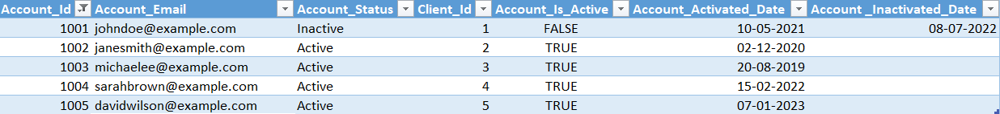 Account_Id Account_Email Account_Status Client_Id Account_Is_Active Account_Activated_Date Account _Inactivated_Date
1001 johndoe@example.com Inactive 1 FALSE 10-05-2021 08-07-2022
1002 janesmith@example.com Active 2 TRUE 02-12-2020
1003 michaelee@example.com Active 3 TRUE 20-08-2019
1004 sarahbrown@example.com Active 4 TRUE 15-02-2022
1005 davidwilson@example.com Active 5 TRUE 07-01-2023